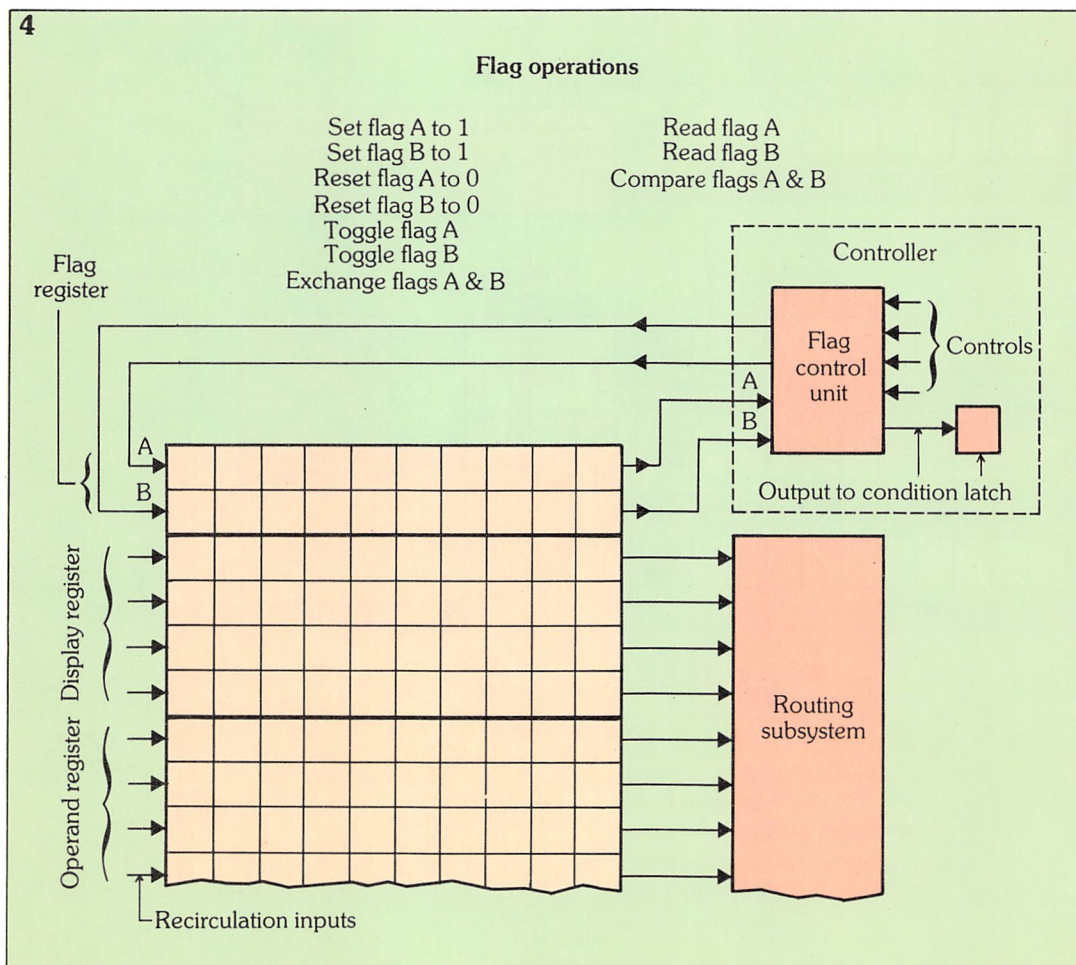 4
Flag operations
Set flag A to 1
Set flag B to 1
Reset flag A to 0
Reset flag B to 0
Toggle flag A
Toggle flag B
Exchange flags A & B
Read flag A
Read flag B
Compare flags A & B
Flag
register
Controller
Flag
control
unit
Controls
A
B
Output to condition latch
A
B
Display register
Operand register
Routing
subsystem
Recirculation inputs